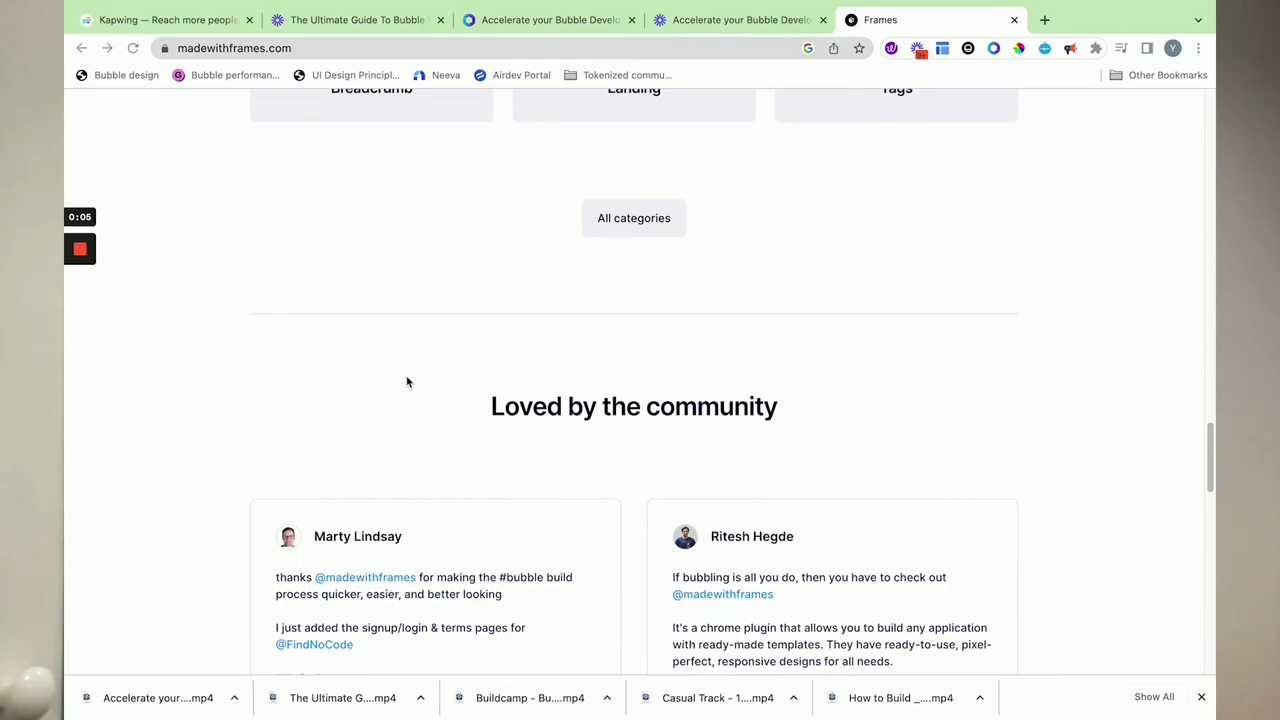 Kapwing — Reach more people
The Ultimate Guide To Bubble
Accelerate your Bubble Develo
Accelerate your Bubble Develo
Frames
madewithframes.com
9+
Y
Bubble design
Bubble performan...
UI Design Principl...
Neeva
Airdev Portal
Tokenized commu...
Other Bookmarks
Breadcrumb
Landing
Tags
All categories
0:05
Loved by the community
Marty Lindsay
thanks @madewithframes for making the #bubble build
process quicker, easier, and better looking
I just added the signup/login & terms pages for
@FindNoCode
Ritesh Hegde
If bubbling is all you do, then you have to check out
@madewithframes
It's a chrome plugin that allows you to build any application
with ready-made templates. They have ready-to-use, pixel-
perfect, responsive designs for all needs.
Accelerate your....mp4
The Ultimate G....mp4
Buildcamp - Bu....mp4
Casual Track - 1....mp4
How to Build _....mp4
Show All